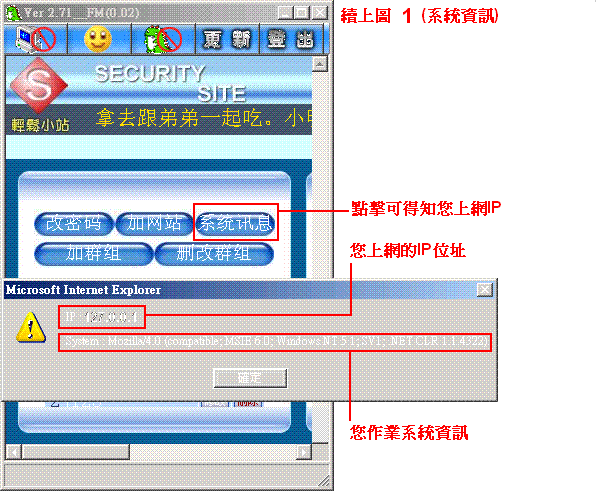 Ver 2.71__FM(0.02)
續上圖 1 (系統資訊)
更 新
登 出
SECURITY
SITE
S
輕鬆小站
拿去跟弟弟一起吃。小
改密码
加网站
系统讯息
點擊可得知您上網IP
加群组
删改群组
您上網的IP位址
Microsoft Internet Explorer
IP : 127.0.0.1
System : Mozilla/4.0 (compatible; MSIE 6.0; Windows NT 5.1; SV1; .NET CLR 1.1.4322)
確定
您作業系統資訊